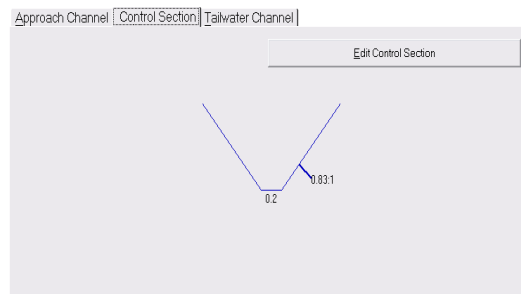 Approach Channel Control Section Tailwater Channel
Edit Control Section
0.83:1
0.2